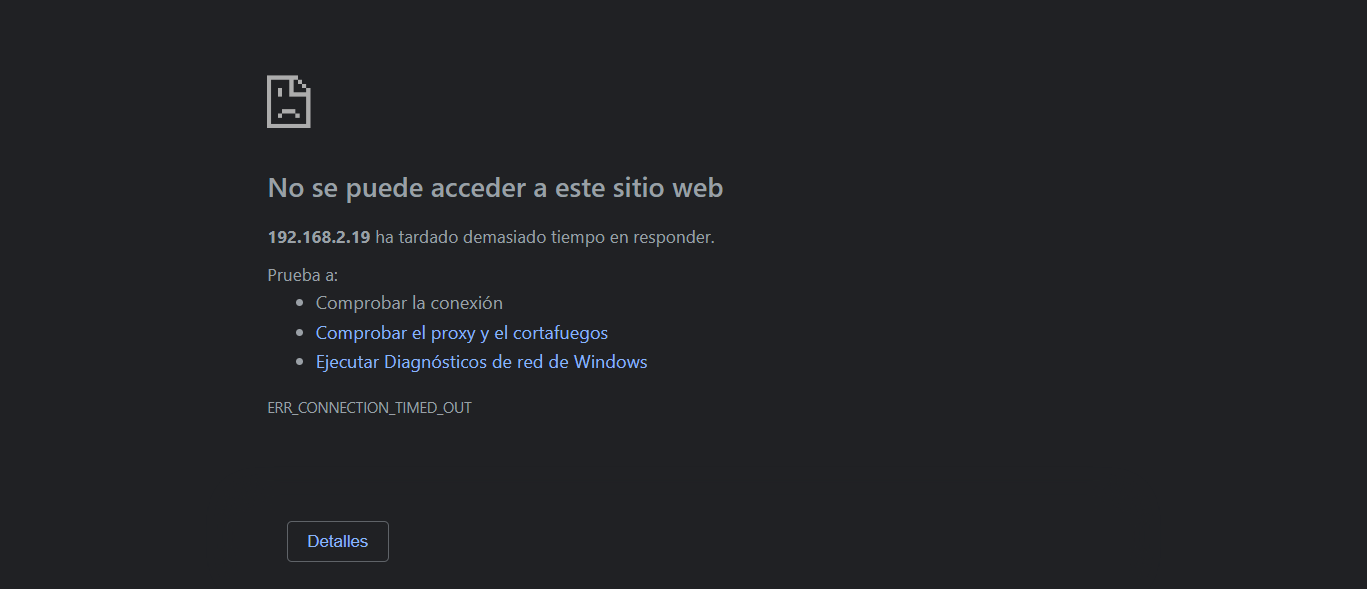 No se puede acceder a este sitio web
192.168.2.19 ha tardado demasiado tiempo en responder.
Prueba a:
Comprobar la conexión
Comprobar el proxy y el cortafuegos
Ejecutar Diagnósticos de red de Windows
ERR_CONNECTION_TIMED_OUT
Detalles